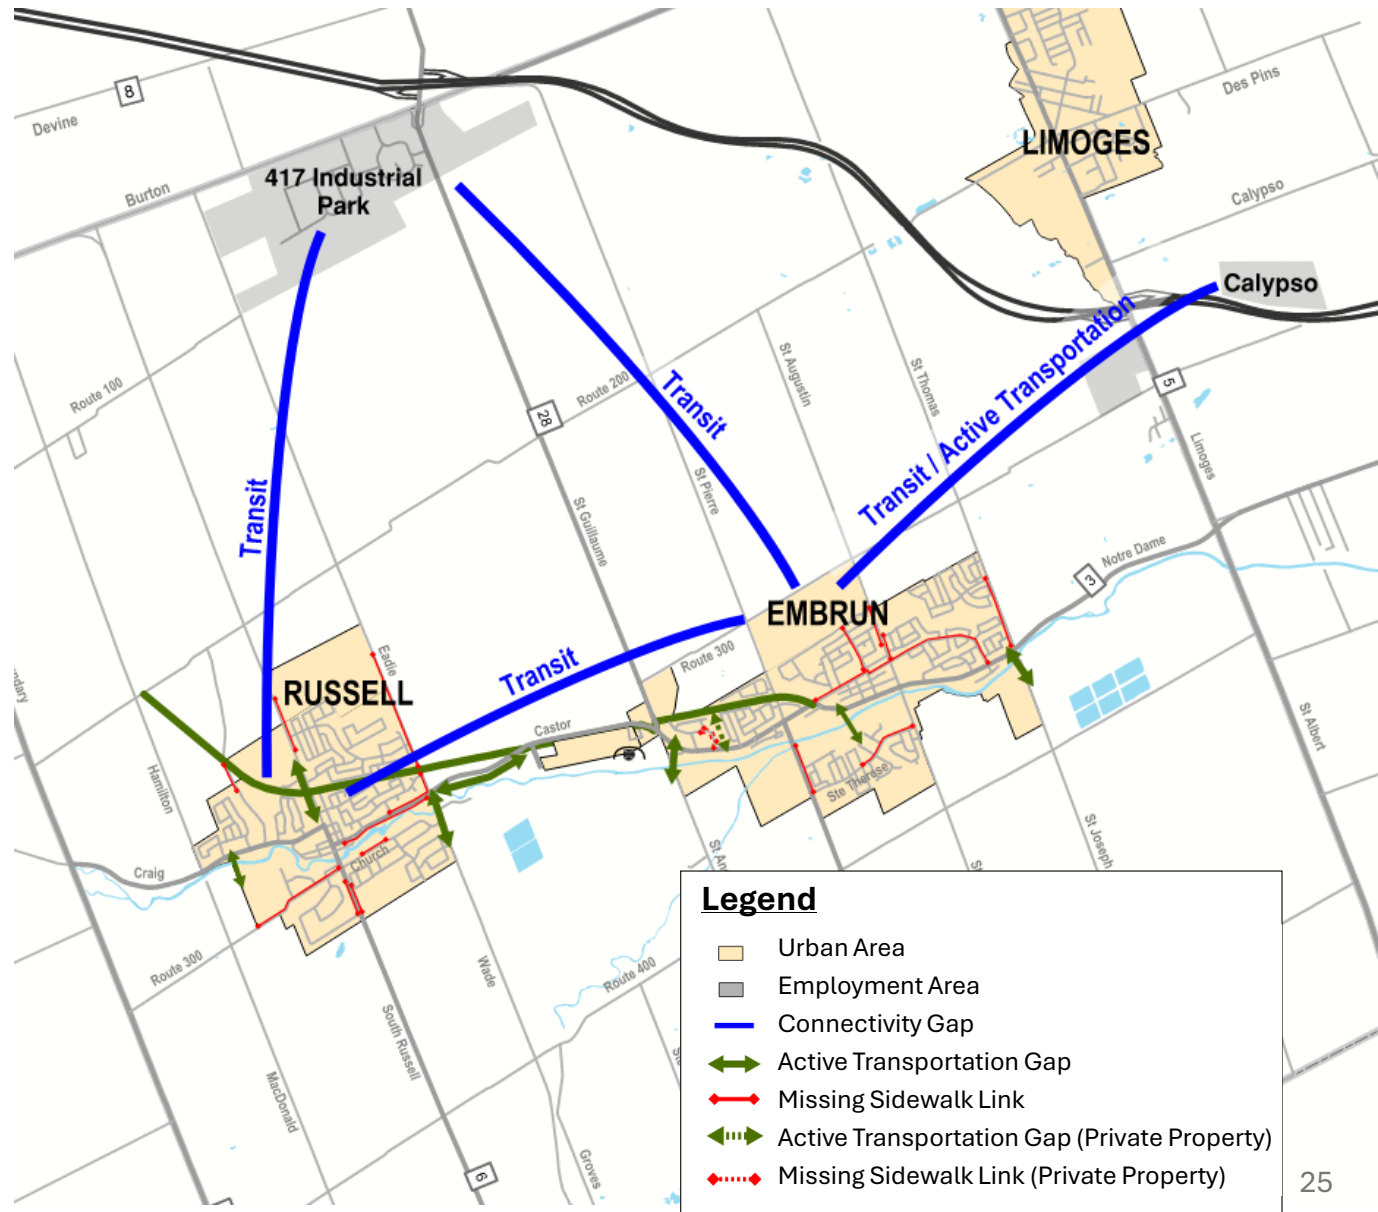 8
Devine
Des Pins
LIMOGES
417 Industrial
Park
Burton
Calypso
Calypso
Transit / Active Transportation
Route 100
Route 200
28
Transit
St Augustin
St Thomas
5
Limoges
St Pierre
Transit
St Guillaume
Notre Dame
3
EMBRUN
Route 300
Eadie
RUSSELL
Transit
Castor
St Albert
Hamilton
Ste Therese
Church
Craig
St Joseph
Route 300
Wade
Route 400
South Russell
MacDonald
Groves
6
Legend
Urban Area
Employment Area
Connectivity Gap
Active Transportation Gap
Missing Sidewalk Link
Active Transportation Gap (Private Property)
Missing Sidewalk Link (Private Property)
25